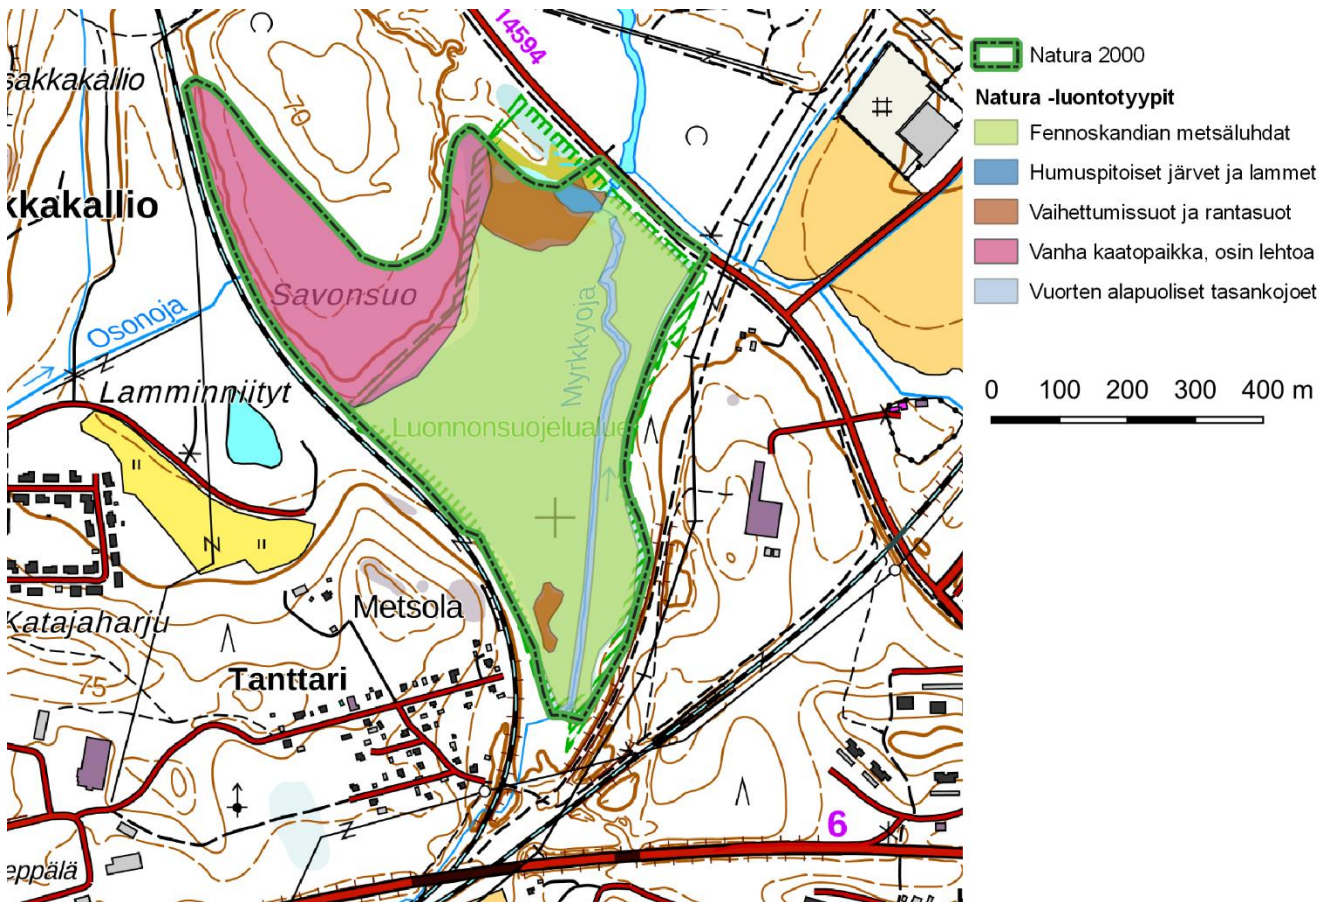 14594
Natura 2000
sakkakallio
Natura -luontotyypit
70
Fennoskandian metsäluhdat
Humuspitoiset järvet ja lammet
kkakallio
Vaihettumissuot ja rantasuot
Vanha kaatopaikka, osin lehtoa
Savonsuo
Vuorten alapuoliset tasankojoet
Osonoja
Myrkkyoja
Lamminniityt
0 100 200 300 400 m
Luonnonsuojelualue
Metsola
Katajaharju
75
Tanttari
6
eppälä